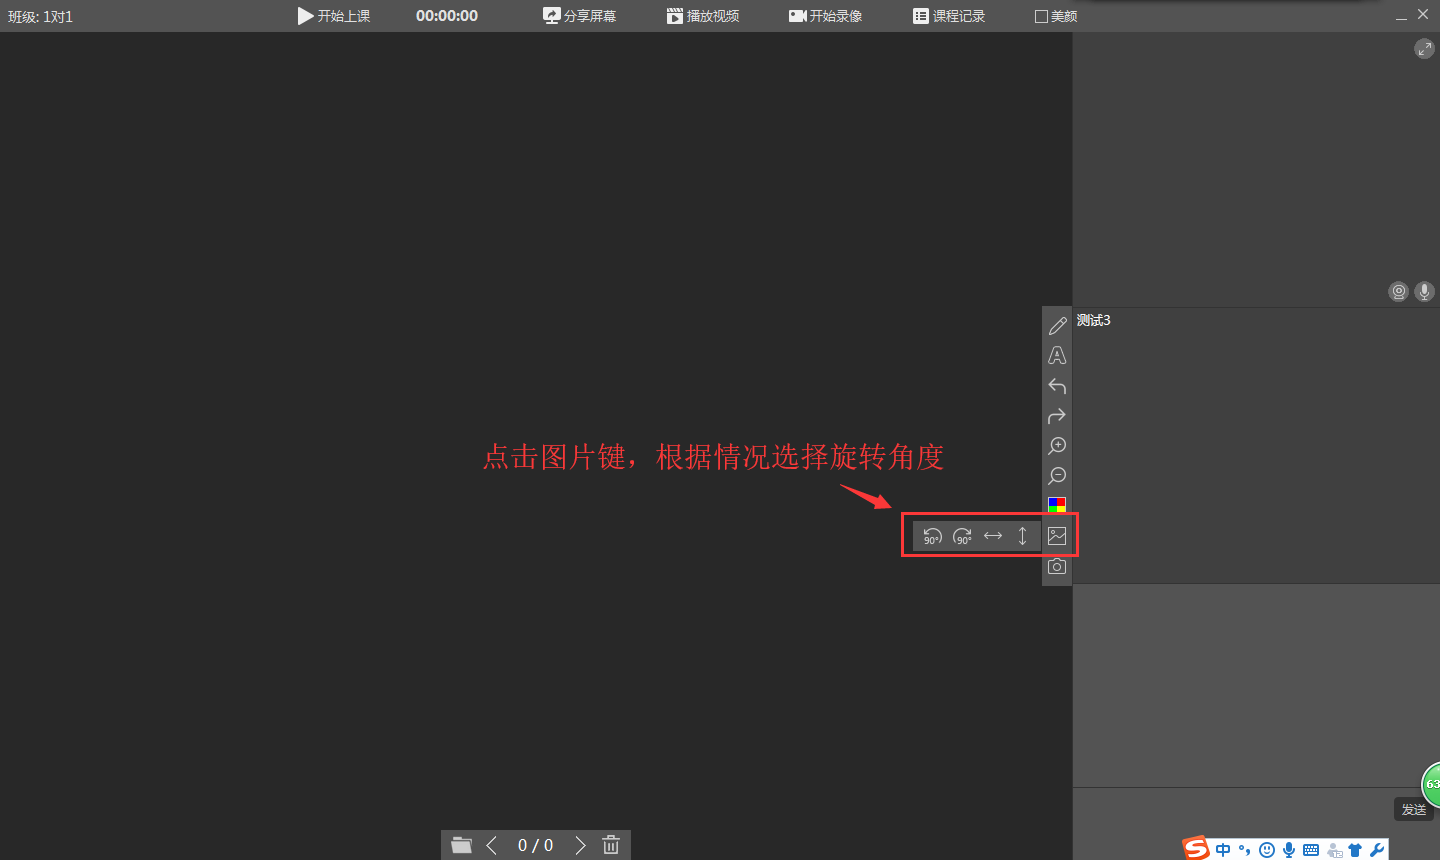 班级: 1对1
开始上课
00:00:00
分享屏幕
播放视频
开始录像
课程记录
美颜
测试3
点击图片键，根据情况选择旋转角度
90°
90°
63
发送
0 / 0
S
中